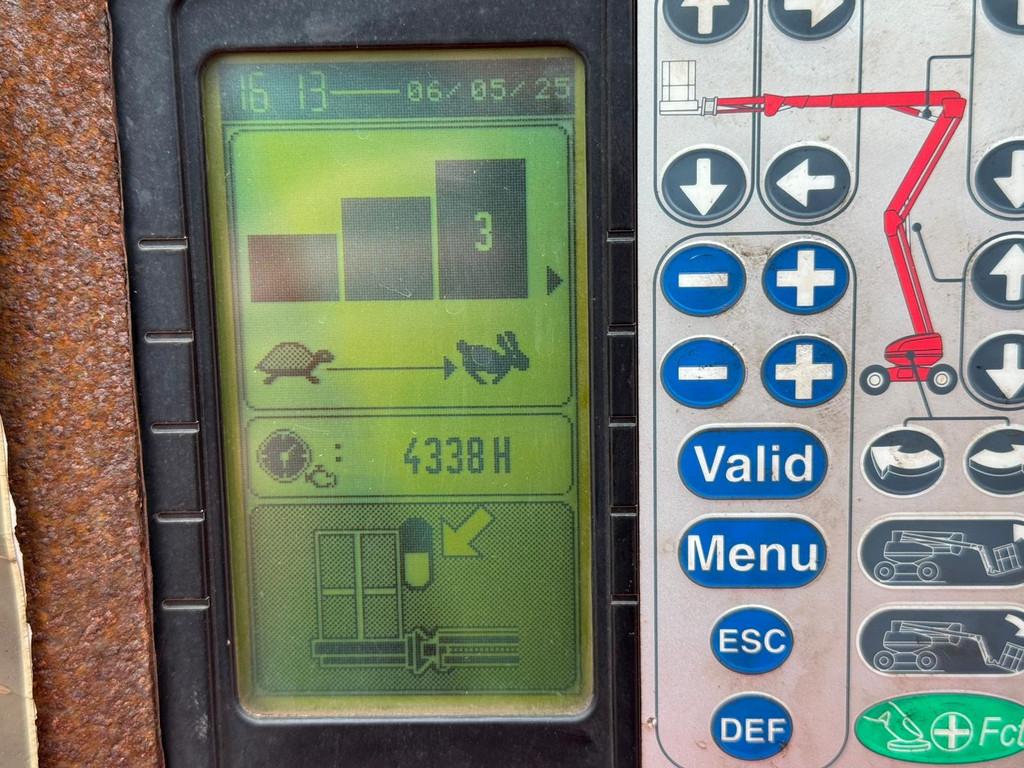 16 13 06/05/25
3
4338 H
Valid
Menu
ESC
DEF
Fct